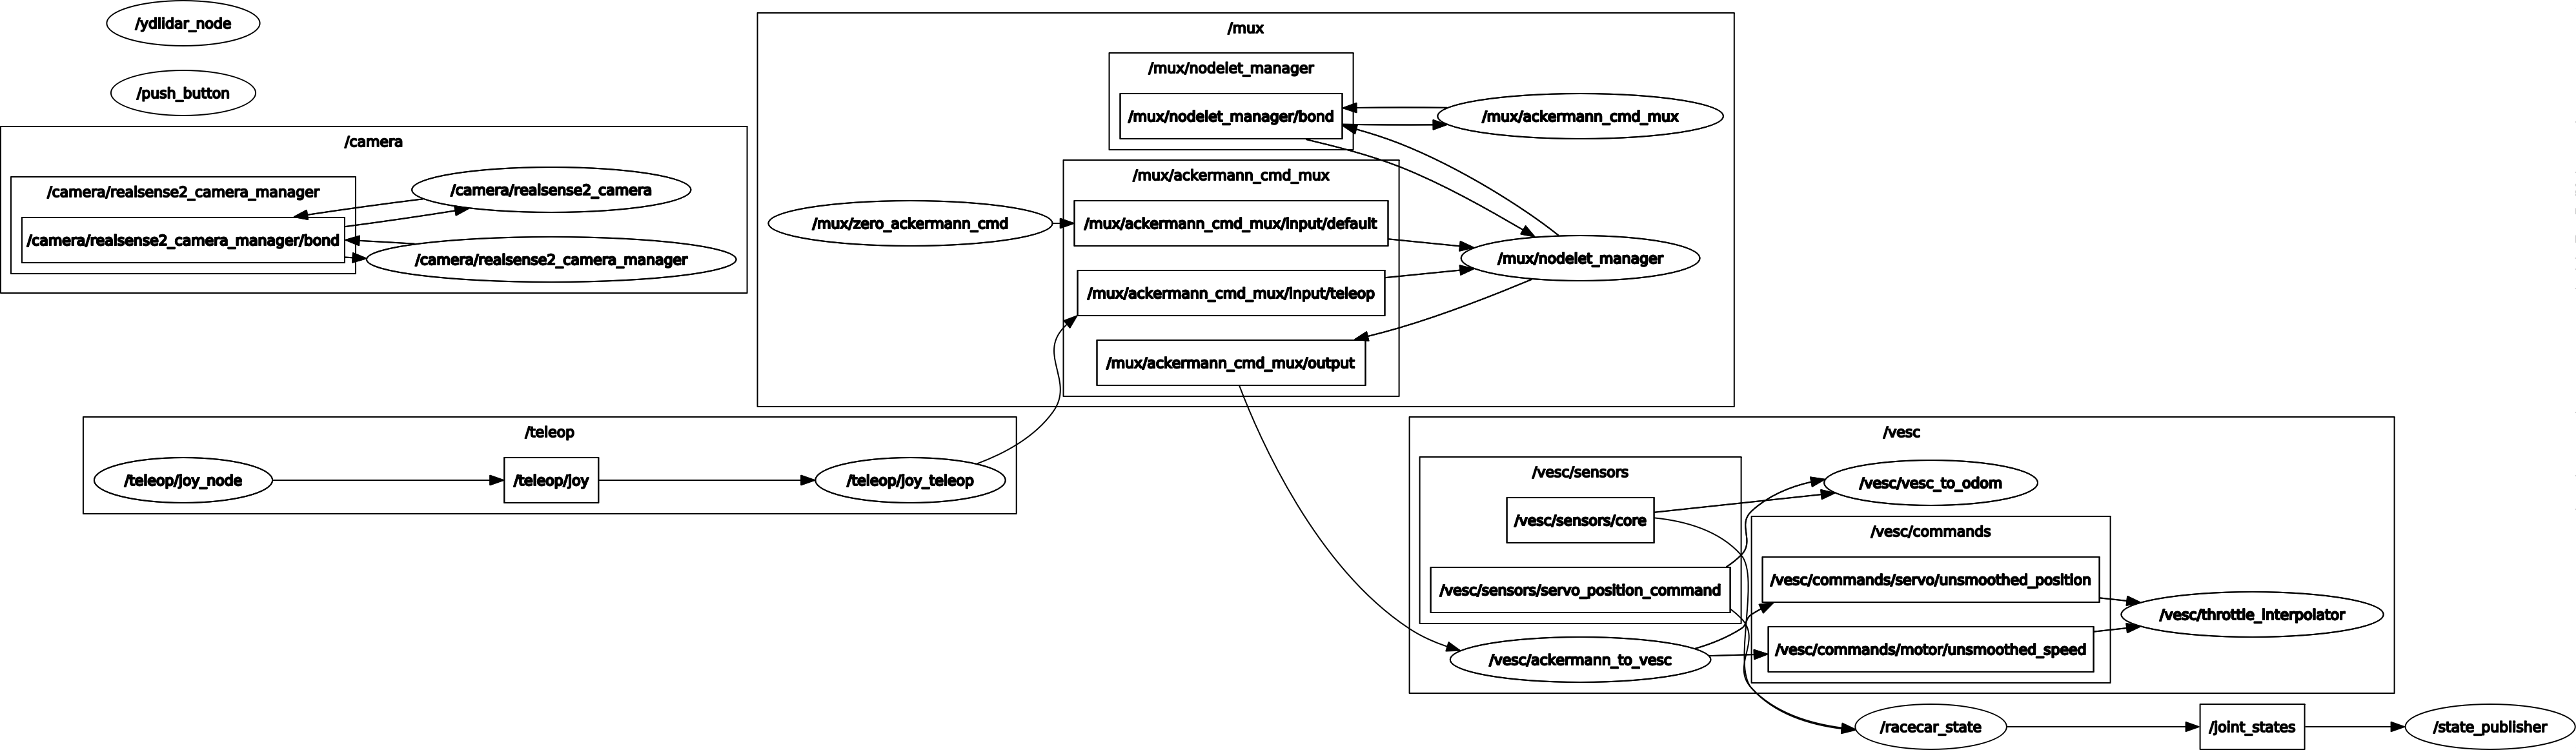 /ydlidar_node
/push_button
/camera
/camera/realsense2_camera_manager
/camera/realsense2_camera
/camera/realsense2_camera_manager/bond
/camera/realsense2_camera_manager
/mux
/mux/nodelet_manager
/mux/nodelet_manager/bond
/mux/ackermann_cmd_mux
/mux/ackermann_cmd_mux
/mux/zero_ackermann_cmd
/mux/ackermann_cmd_mux/input/default
/mux/nodelet_manager
/mux/ackermann_cmd_mux/input/teleop
/mux/ackermann_cmd_mux/output
/teleop
/teleop/joy_node
/teleop/joy
/teleop/joy_teleop
/vesc
/vesc/sensors
/vesc/vesc_to_odom
/vesc/sensors/core
/vesc/commands
/vesc/sensors/servo_position_command
/vesc/commands/servo/unsmoothed_position
/vesc/throttle_interpolator
/vesc/ackermann_to_vesc
/vesc/commands/motor/unsmoothed_speed
/racecar_state
/joint_states
/state_publisher